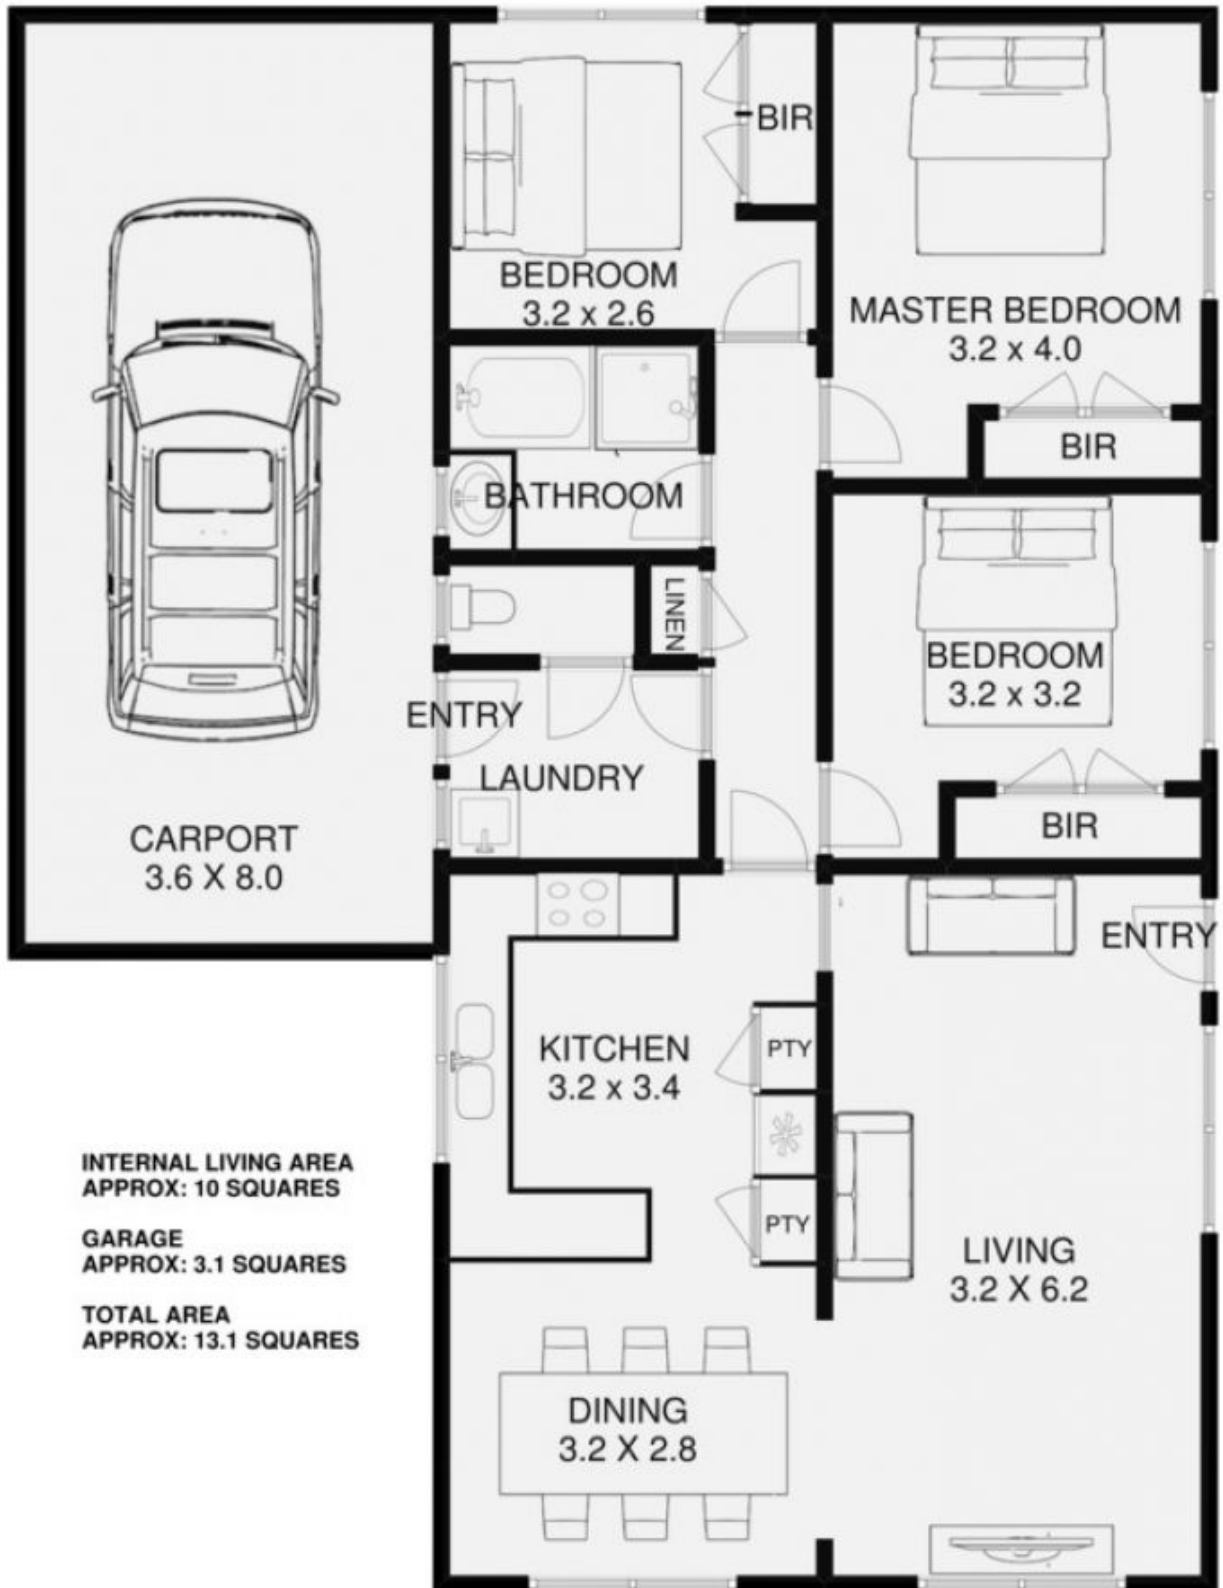 BIR
BEDROOM
3.2 x 2.6
MASTER BEDROOM
3.2 x 4.0
BIR
BATHROOM
LINEN
BEDROOM
3.2 x 3.2
ENTRY
LAUNDRY
BIR
CARPORT
3.6 X 8.0
ENTRY
KITCHEN
3.2 x 3.4
PTY
PTY
INTERNAL LIVING AREA
APPROX: 10 SQUARES
GARAGE
APPROX: 3.1 SQUARES
TOTAL AREA
APPROX: 13.1 SQUARES
LIVING
3.2 X 6.2
DINING
3.2 X 2.8